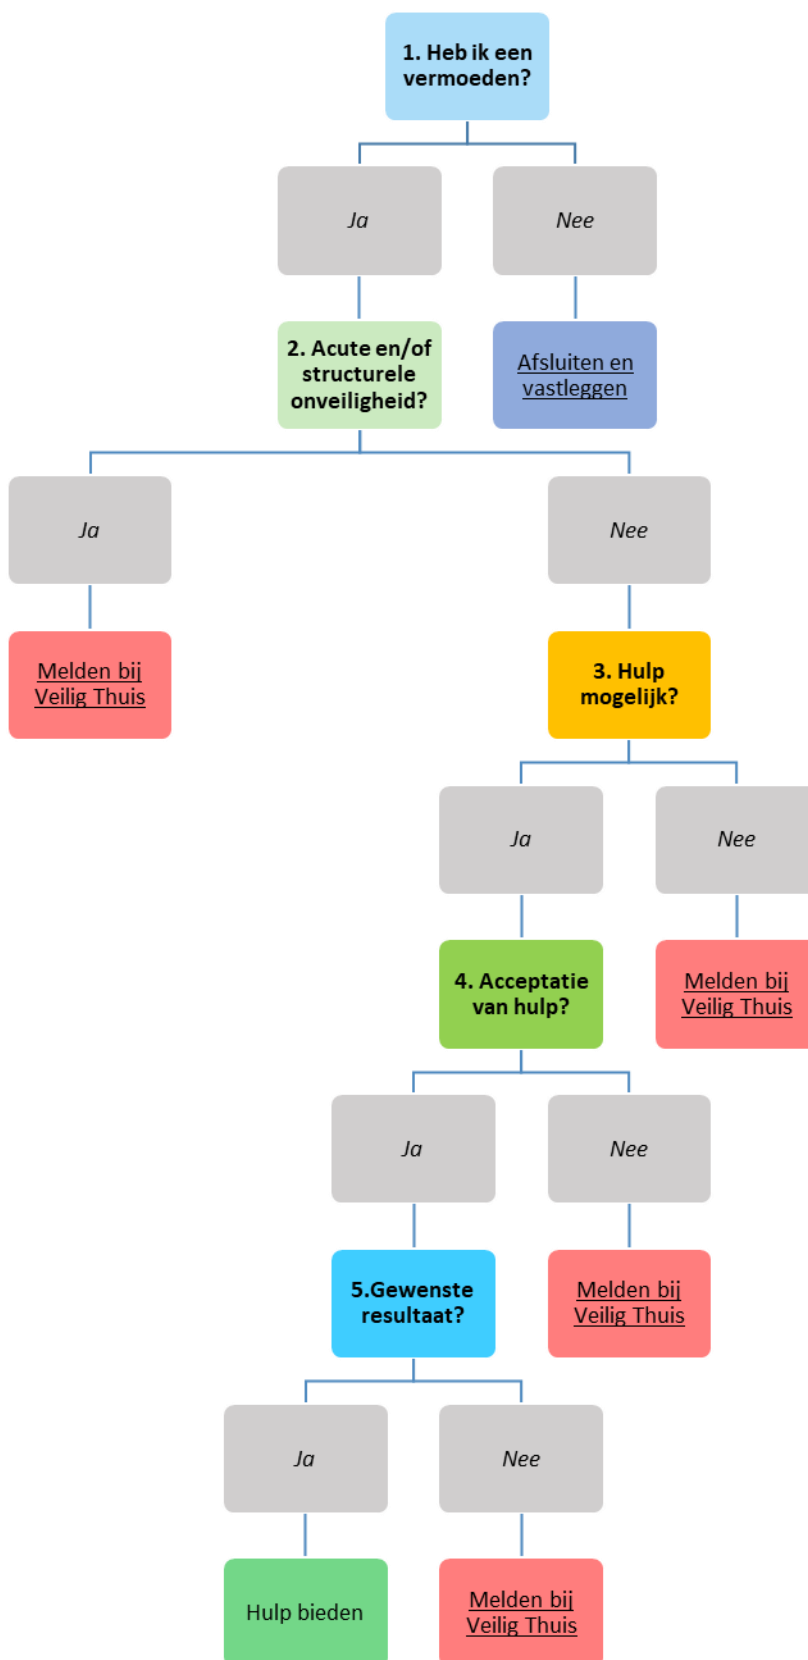 1. Heb ik een
vermoeden?
Ja
Nee
2. Acute en/of
structurele
onveiligheid?
Afsluiten en
vastleggen
Ja
Nee
Melden bij
Veilig Thuis
3. Hulp
mogelijk?
Ja
Nee
4. Acceptatie
van hulp?
Melden bij
Veilig Thuis
Ja
Nee
5.Gewenste
resultaat?
Melden bij
Veilig Thuis
Ja
Nee
Hulp bieden
Melden bij
Veilig Thuis